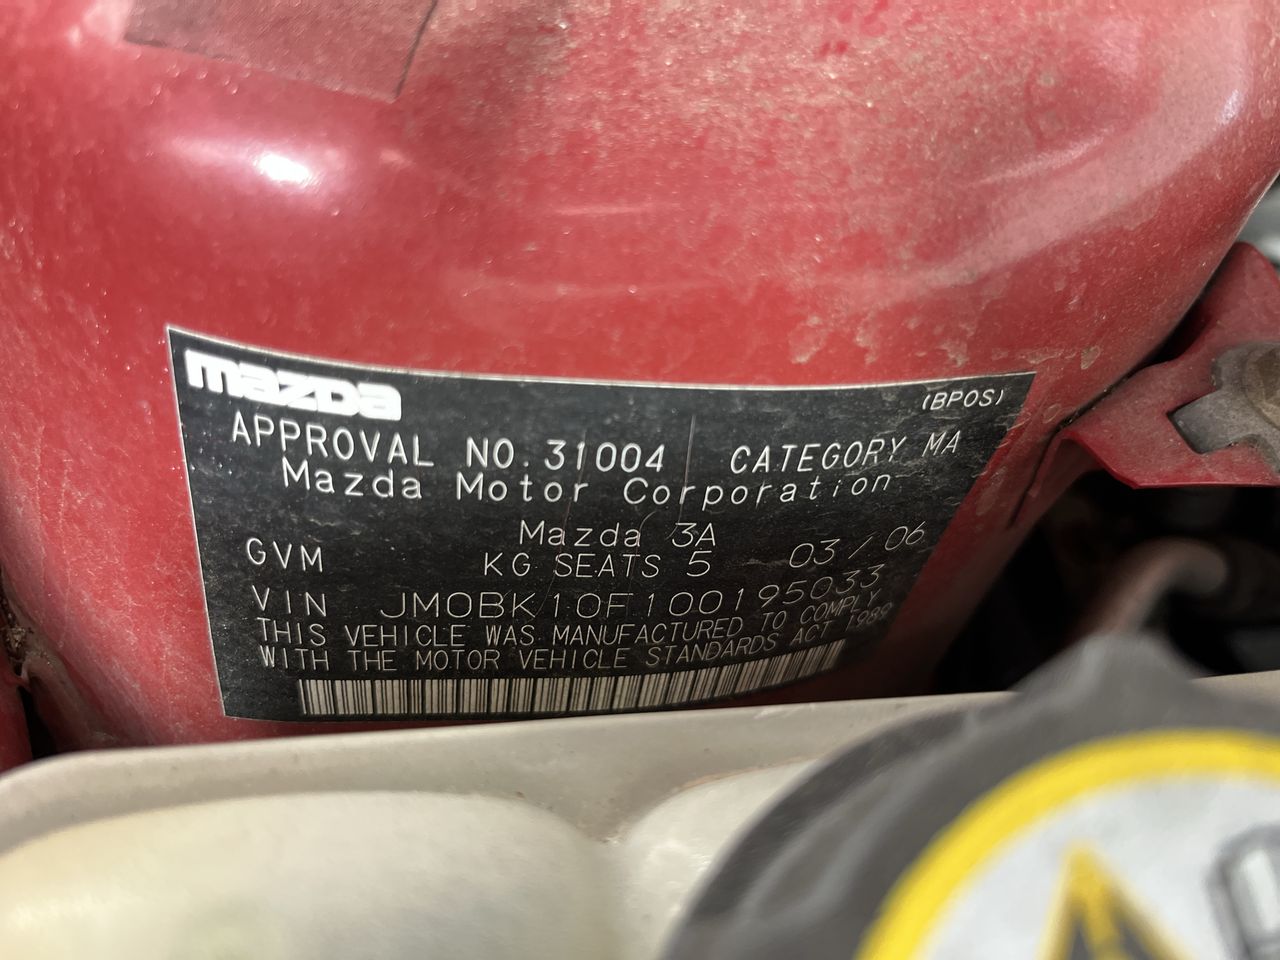 mazda
(BPOS)
APPROVAL NO. 31004 CATEGORY MA
Mazda Motor Corporation
Mazda 3A
GVM KG SEATS 5 03/06
VIN JM0BK10F100195033
THIS VEHICLE WAS MANUFACTURED TO COMPLY
WITH THE MOTOR VEHICLE STANDARDS ACT 1989